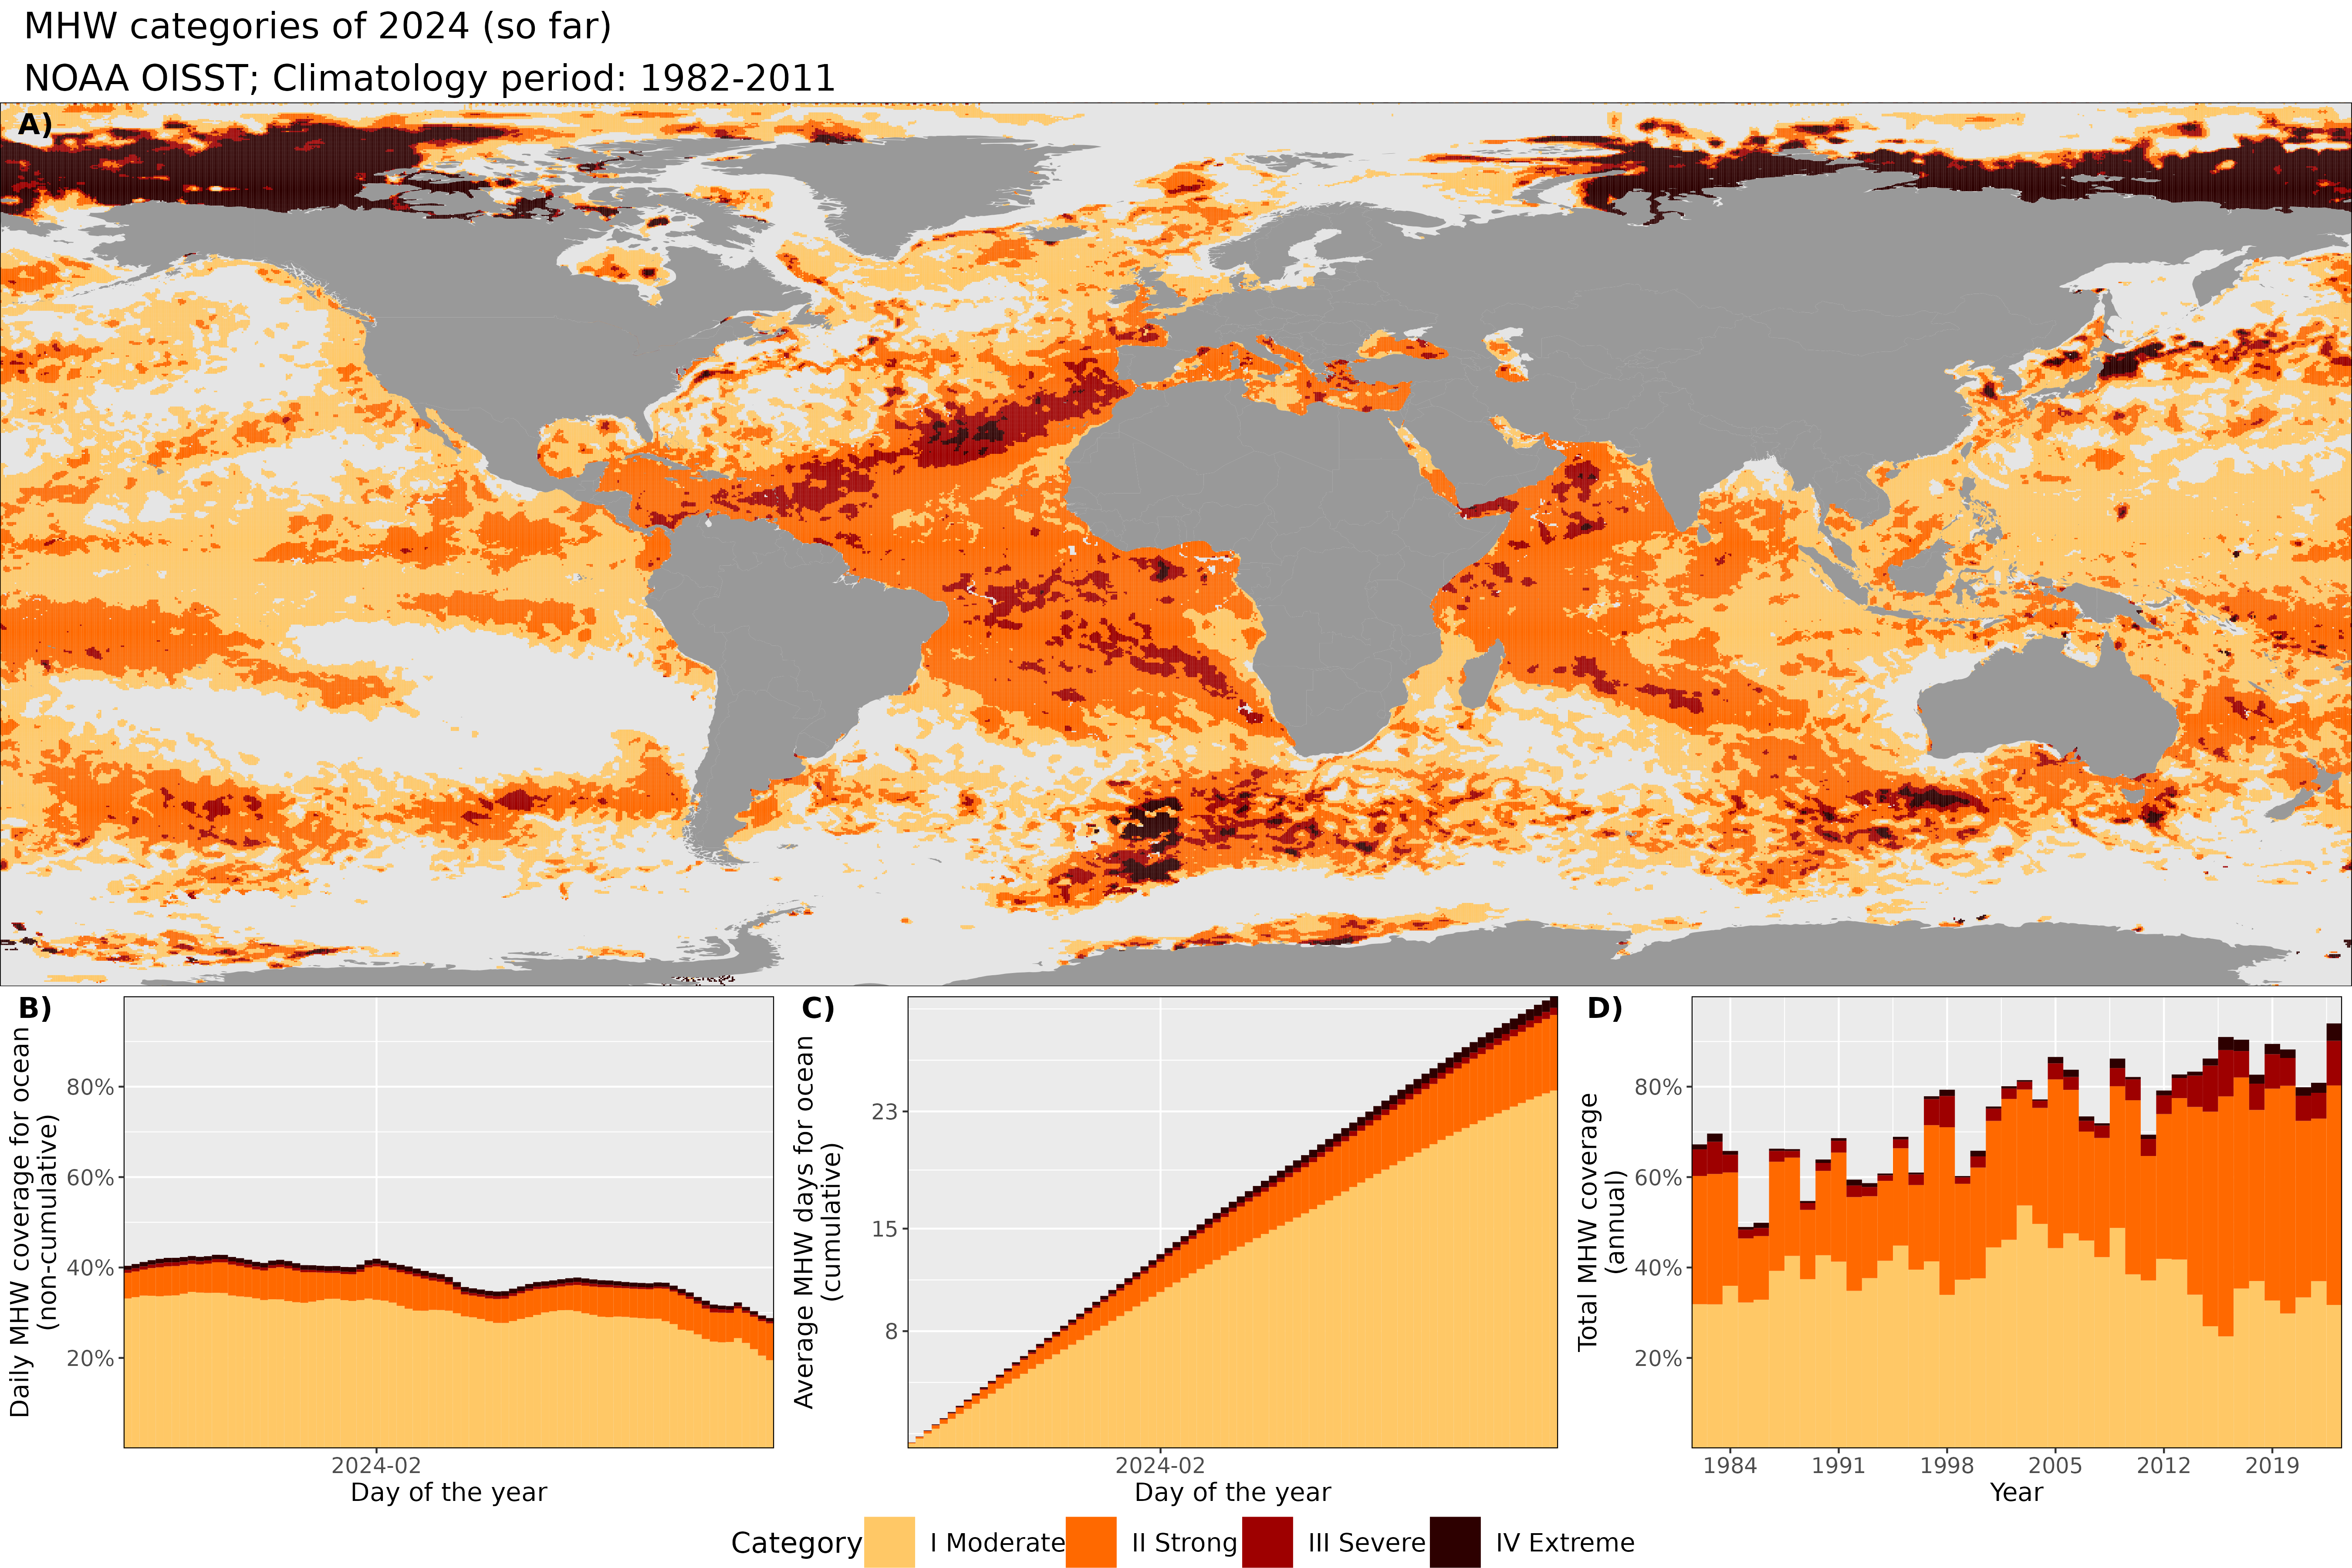 MHW categories of 2024 (so far)
NOAA OISST; Climatology period: 1982-2011
A)
B)
Daily MHW coverage for ocean
(non-cumulative)
80%
60%
40%
20%
2024-02
Day of the year
C)
Average MHW days for ocean
(cumulative)
23
15
8
2024-02
Day of the year
D)
Total MHW coverage
(annual)
80%
60%
40%
20%
1984 1991 1998 2005 2012 2019
Year
Category I Moderate II Strong III Severe IV Extreme